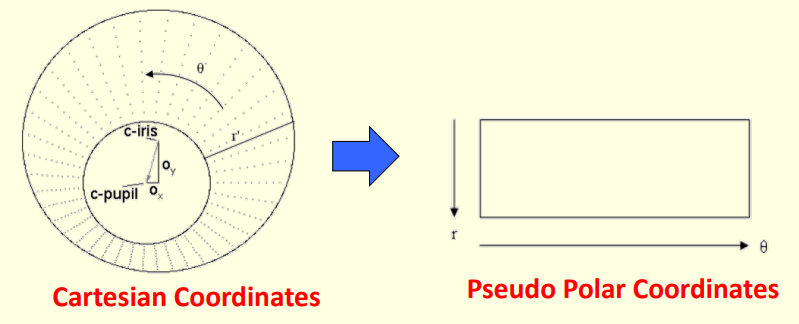 θ
c-iris
r'
oy
c-pupil
ox
r
θ
Cartesian Coordinates
Pseudo Polar Coordinates